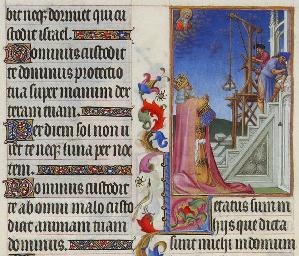 bit neq dormiet qui cu
stodit israel.
Dominus custodit
te dominus protectio
tua super manum dex
teram tuam.
Per diem sol non u
ret te neq luna per noc
tem.
Dominus custodit
te ab omni malo custo
diat animam tuam
dominus.
Letatus sum in
hijs que dicta
sunt michi in domum